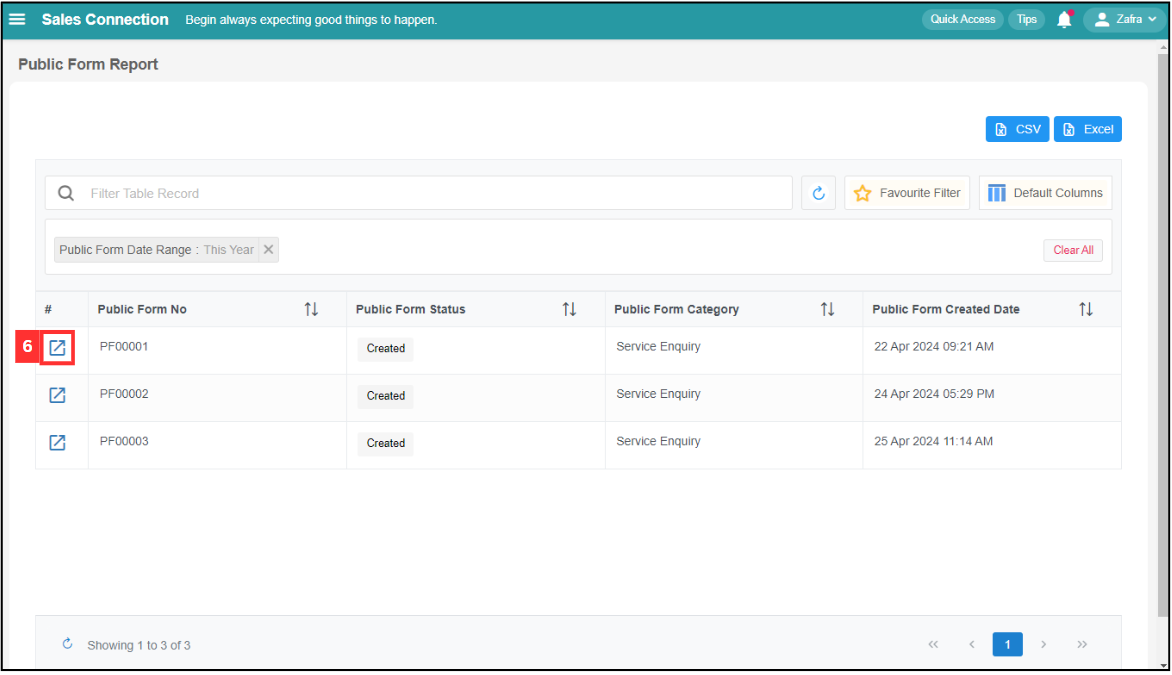 Sales Connection Begin always expecting good things to happen. Quick Access Tips Zafra
Public Form Report
CSV Excel
Filter Table Record Favourite Filter Default Columns
Public Form Date Range : This Year Clear All
# Public Form No Public Form Status Public Form Category Public Form Created Date
6 PF00001 Created Service Enquiry 22 Apr 2024 09:21 AM
PF00002 Created Service Enquiry 24 Apr 2024 05:29 PM
PF00003 Created Service Enquiry 25 Apr 2024 11:14 AM
Showing 1 to 3 of 3 << < 1 > >>